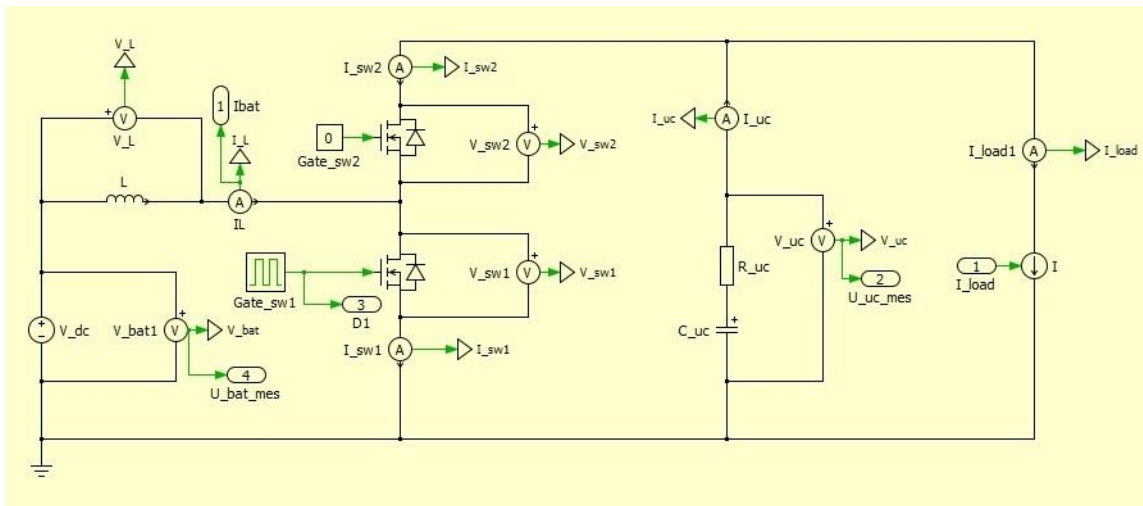 V_L
I_sw2
A
I_sw2
1
Ibat
I_uc
A
I_uc
V
V_L
0
Gate_sw2
V_sw2
V
V_sw2
I_L
I_load1
A
I_load
L
A
IL
V_uc
V
V_uc
V_sw1
V
V_sw1
R_uc
1
I_load
I
Gate_sw1
2
U_uc_mes
3
D1
V_dc
V_bat1
V
V_bat
C_uc
I_sw1
A
I_sw1
4
U_bat_mes